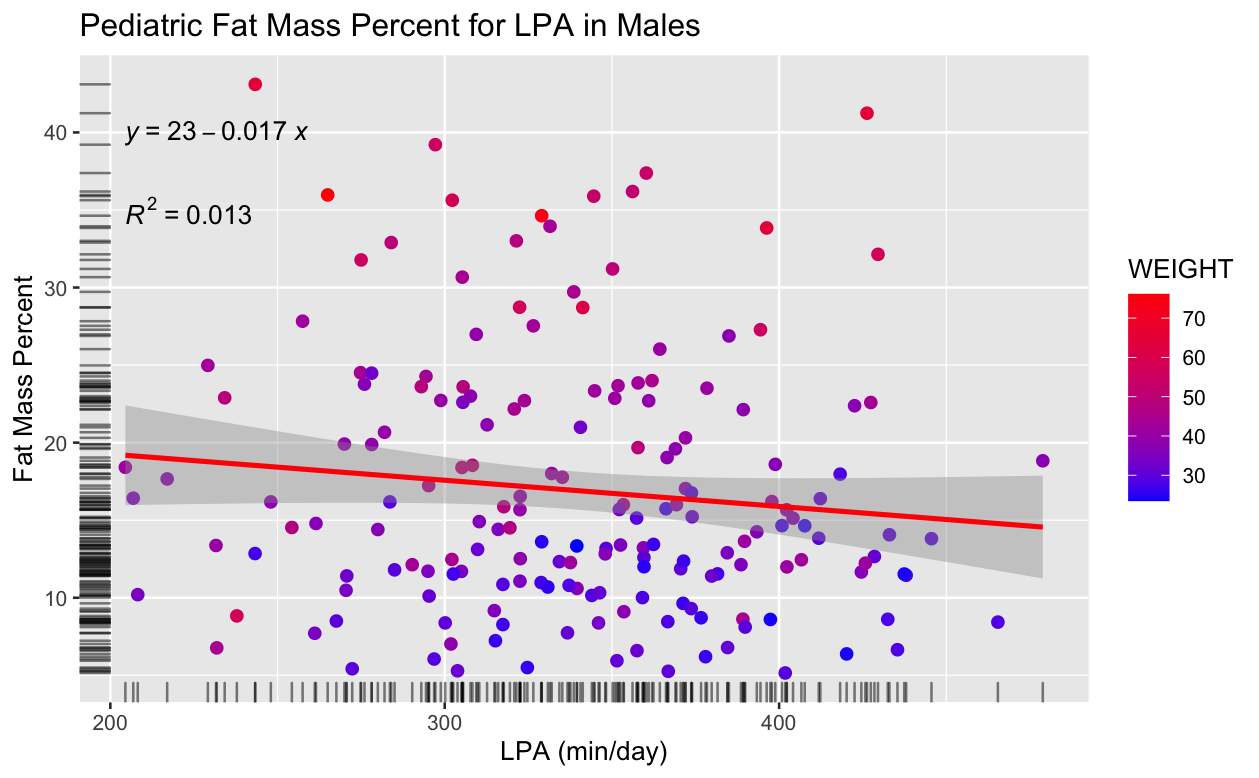 Pediatric Fat Mass Percent for LPA in Males
y = 23 – 0.017 x
R² = 0.013
40
30
20
10
Fat Mass Percent
200 300 400
LPA (min/day)
WEIGHT
70
60
50
40
30